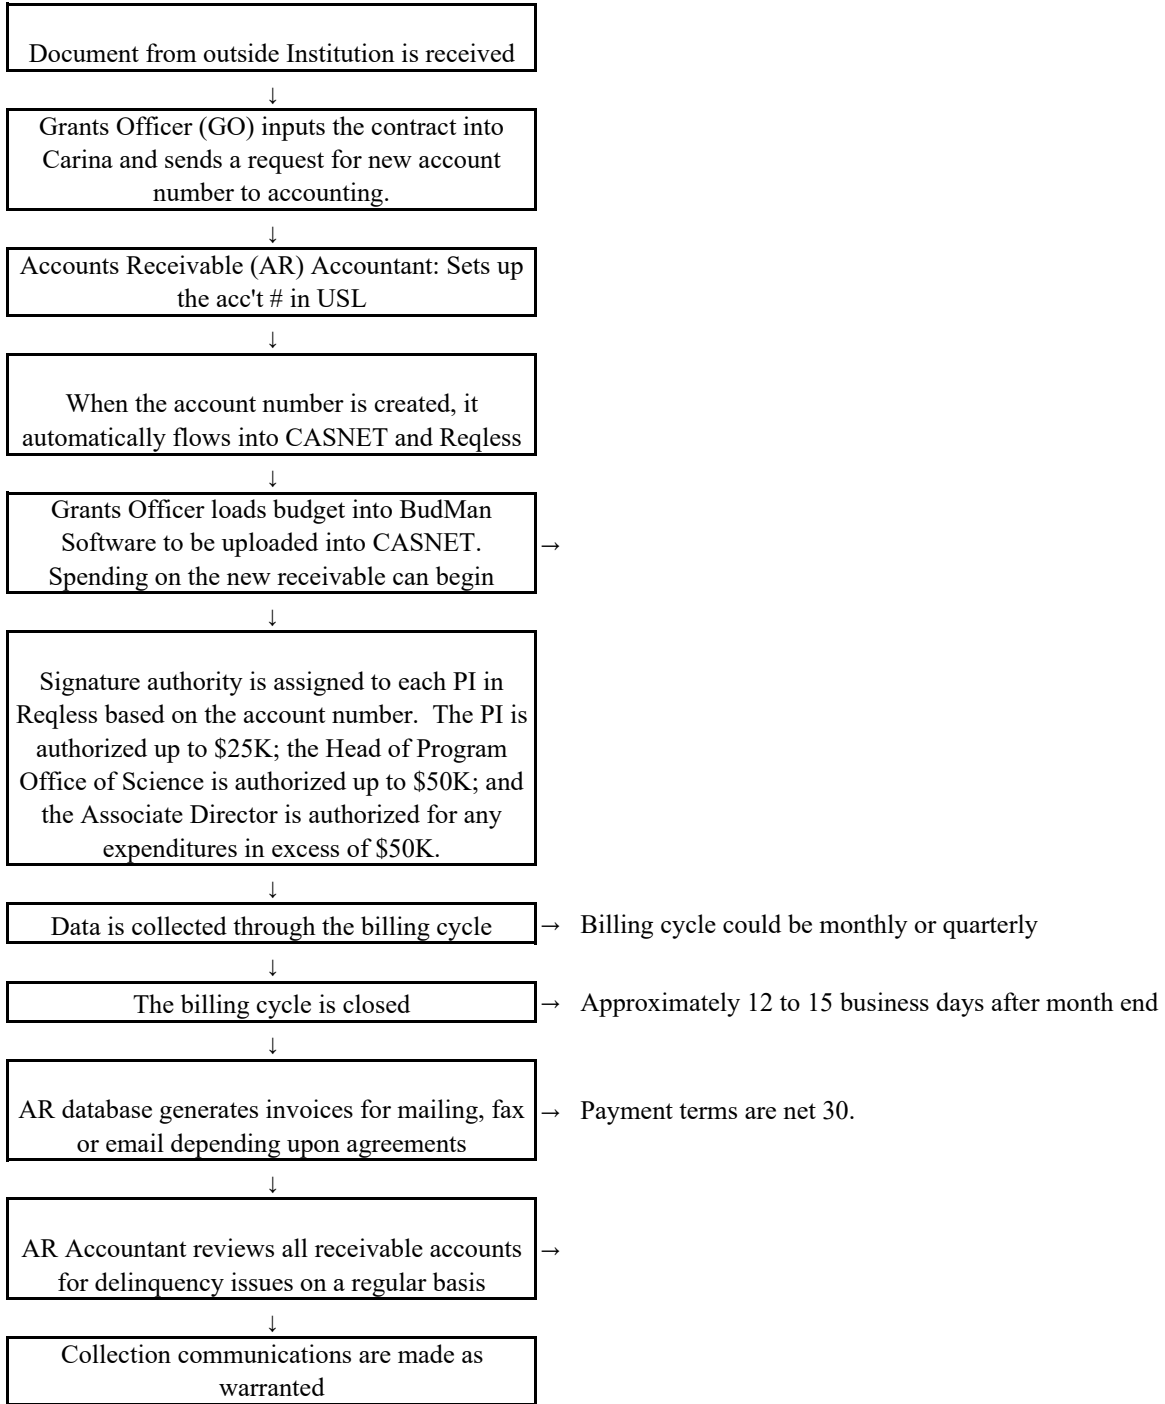 Document from outside Institution is received
↓
Grants Officer (GO) inputs the contract into
Carina and sends a request for new account
number to accounting.
↓
Accounts Receivable (AR) Accountant: Sets up
the acc't # in USL
↓
When the account number is created, it
automatically flows into CASNET and Reqless
↓
Grants Officer loads budget into BudMan
Software to be uploaded into CASNET. →
Spending on the new receivable can begin
↓
Signature authority is assigned to each PI in
Reqless based on the account number.  The PI is
authorized up to $25K; the Head of Program
Office of Science is authorized up to $50K; and
the Associate Director is authorized for any
expenditures in excess of $50K.
↓
Data is collected through the billing cycle → Billing cycle could be monthly or quarterly
↓
The billing cycle is closed → Approximately 12 to 15 business days after month end
↓
AR database generates invoices for mailing, fax → Payment terms are net 30.
or email depending upon agreements
↓
AR Accountant reviews all receivable accounts →
for delinquency issues on a regular basis
↓
Collection communications are made as
warranted